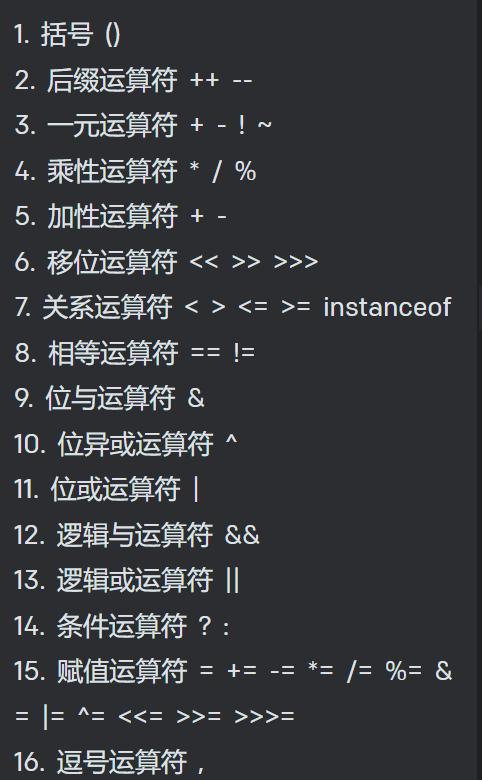 1. 括号 ()
2. 后缀运算符 ++ --
3. 一元运算符 + - ! ~
4. 乘性运算符 * / %
5. 加性运算符 + -
6. 移位运算符 << >> >>>
7. 关系运算符 < > <= >= instanceof
8. 相等运算符 == !=
9. 位与运算符 &
10. 位异或运算符 ^
11. 位或运算符 |
12. 逻辑与运算符 &&
13. 逻辑或运算符 ||
14. 条件运算符 ? :
15. 赋值运算符 = += -= *= /= %= &
= |= ^= <<= >>= >>>=
16. 逗号运算符 ,